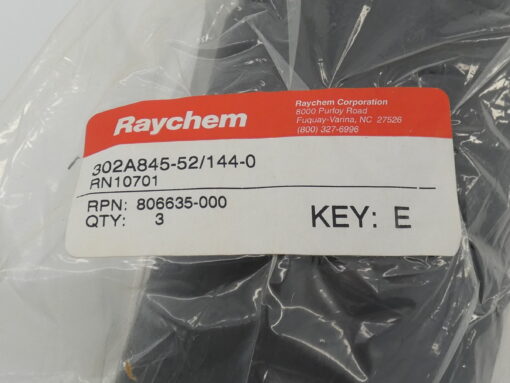 Raychem
Raychem Corporation
8000 Purfoy Road
Fuquay-Varina, NC 27526
(800) 327-6996
302A845-52/144-0
RN10701
RPN: 806635-000
QTY: 3
KEY: E